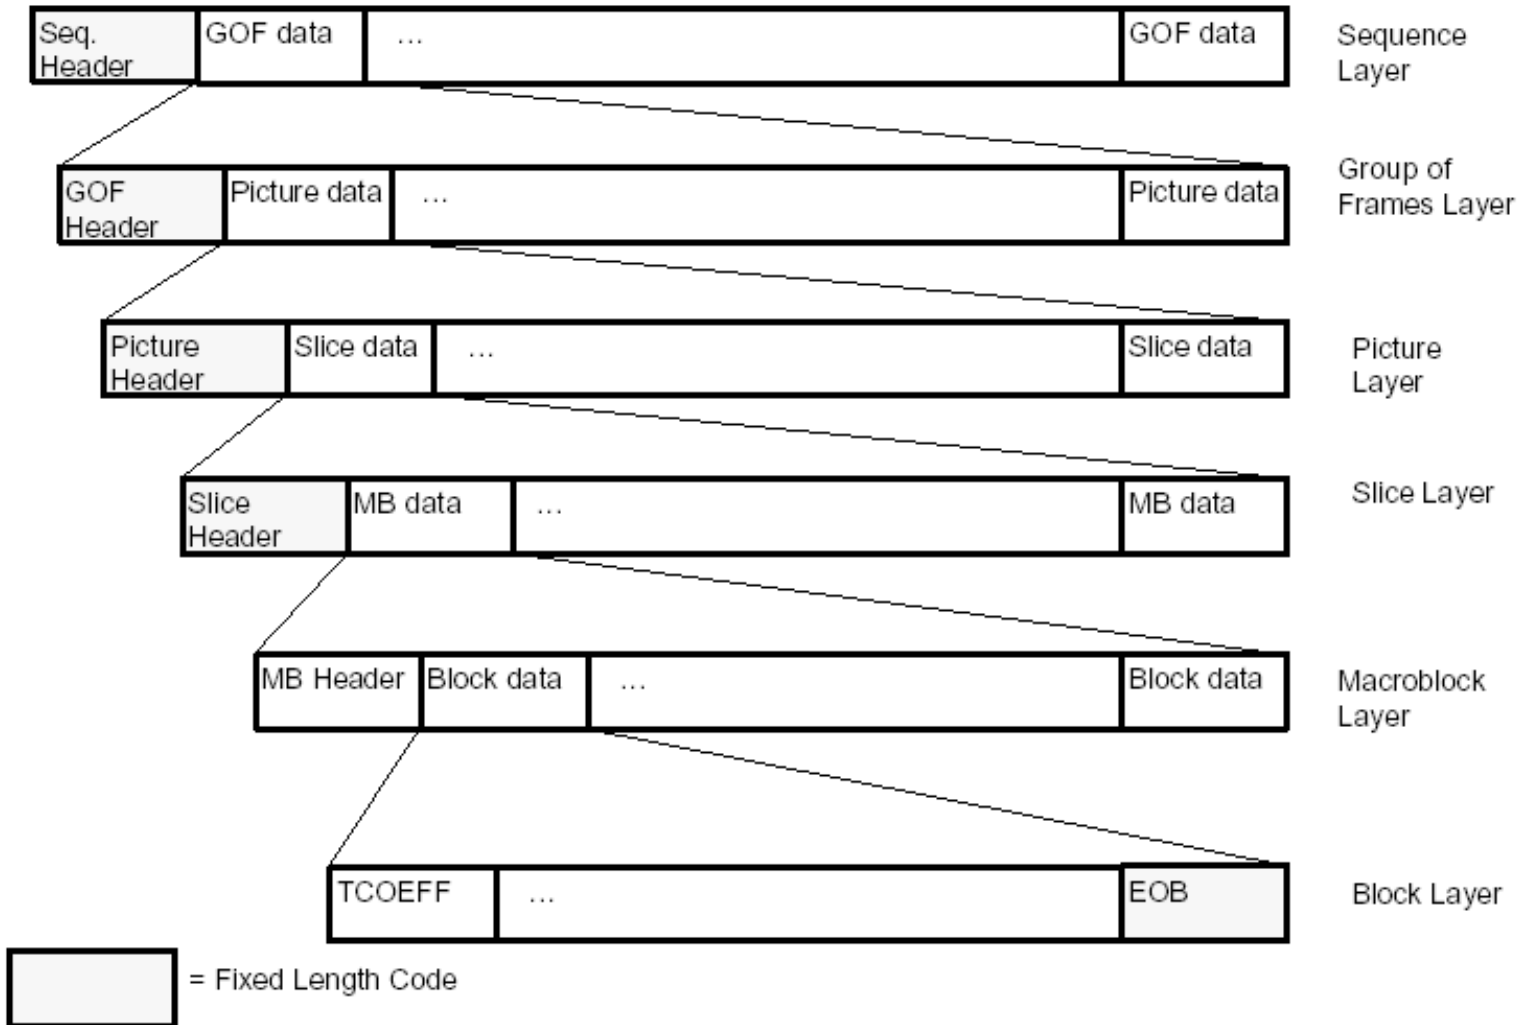 Seq.
Header
GOF data
...
GOF data
Sequence
Layer
GOF
Header
Picture data
...
Picture data
Group of
Frames Layer
Picture
Header
Slice data
...
Slice data
Picture
Layer
Slice
Header
MB data
...
MB data
Slice Layer
MB Header
Block data
...
Block data
Macroblock
Layer
TCOEFF
...
EOB
Block Layer
= Fixed Length Code